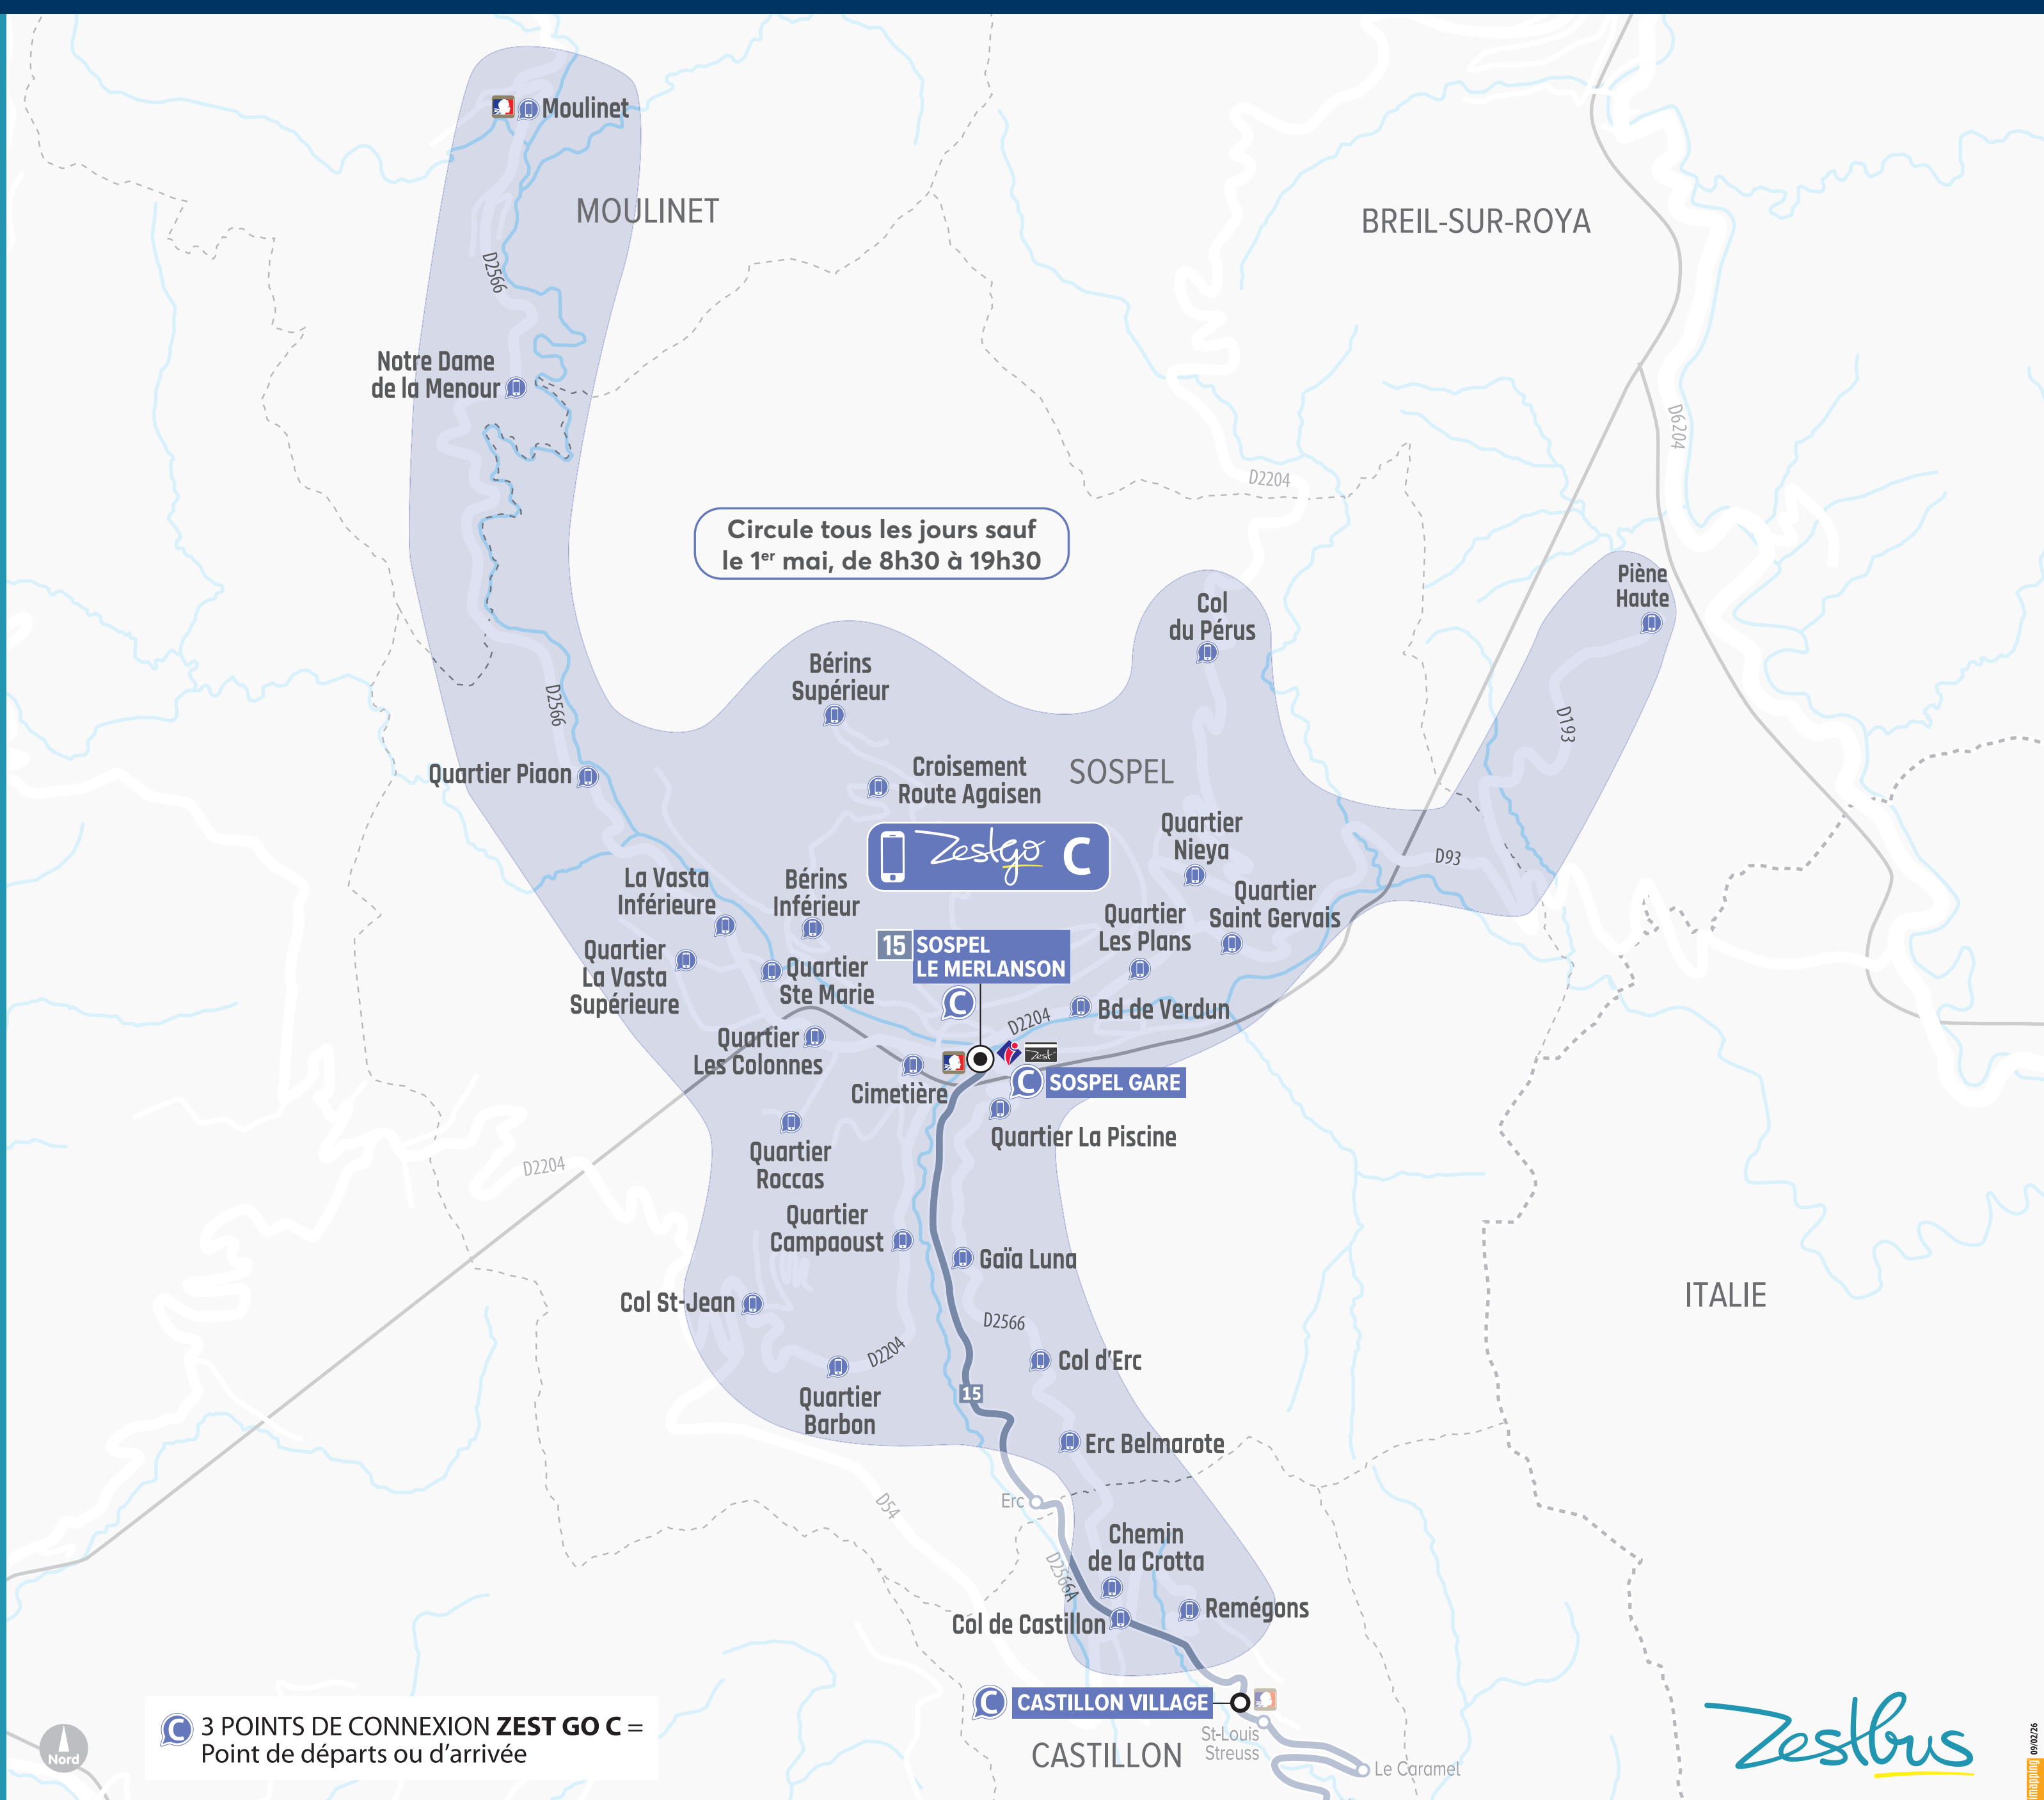 Moulinet
MOULINET
BREIL-SUR-ROYA
D2566
Notre Dame
de la Menour
D6204
D2204
Circule tous les jours sauf
le 1er mai, de 8h30 à 19h30
Piène
Haute
Col
du Pérus
Bérins
Supérieur
D2566
D193
Quartier Piaon
Croisement
Route Agaisen
SOSPEL
Zestgo C
Quartier
Nieya
D93
La Vasta
Inférieure
Bérins
Inférieur
Quartier
Saint Gervais
Quartier
Les Plans
15 SOSPEL
LE MERLANSON
Quartier
La Vasta
Supérieure
Quartier
Ste Marie
C
Bd de Verdun
D2204
Quartier
Les Colonnes
Zest
C SOSPEL GARE
Cimetière
Quartier La Piscine
Quartier
Roccas
D2204
Quartier
Campaoust
Gaïa Luna
ITALIE
Col St-Jean
D2566
D2204
Col d'Erc
Quartier
Barbon
15
Erc Belmarote
Erc
D54
Chemin
de la Crotta
D2566A
Remégons
Col de Castillon
C CASTILLON VILLAGE
St-Louis
Streuss
CASTILLON
Le Caramel
Nord
C 3 POINTS DE CONNEXION ZEST GO C =
Point de départs ou d'arrivée
Zestbus
mapping 09/02/26